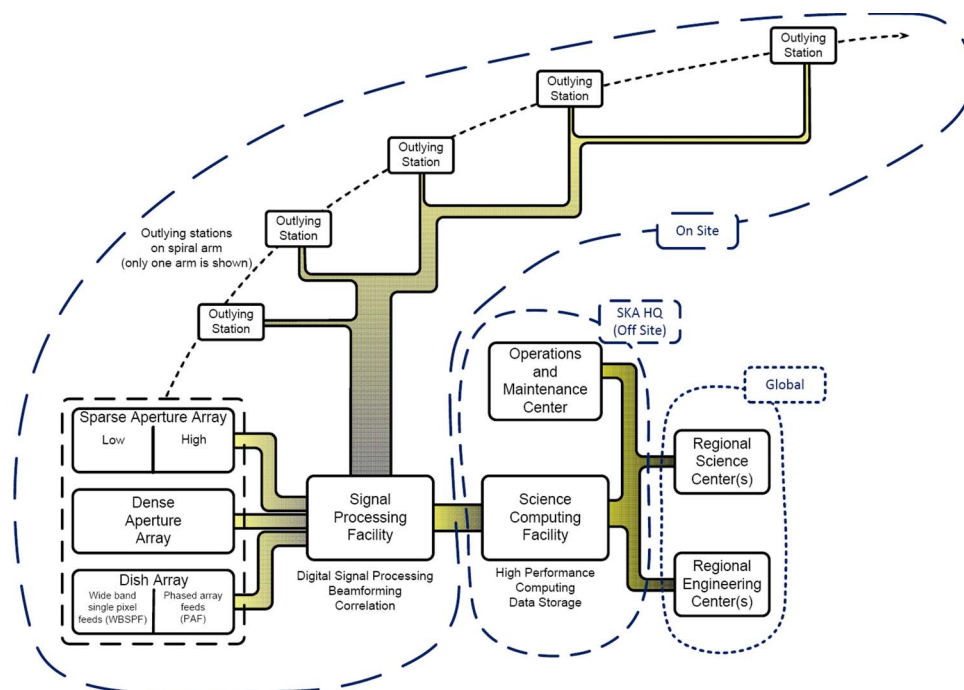 Outlying
Station
Outlying
Station
Outlying
Station
Outlying
Station
Outlying stations
on spiral arm
(only one arm is shown)
On Site
Outlying
Station
SKA HQ
(Off Site)
Operations
and
Maintenance
Center
Global
Sparse Aperture Array
Low
High
Regional
Science
Center(s)
Dense
Aperture
Array
Signal
Processing
Facility
Science
Computing
Facility
Digital Signal Processing
Beamforming
Correlation
High Performance
Computing
Data Storage
Dish Array
Wide band
single pixel
feeds (WBSPF)
Phased array
feeds
(PAF)
Regional
Engineering
Center(s)